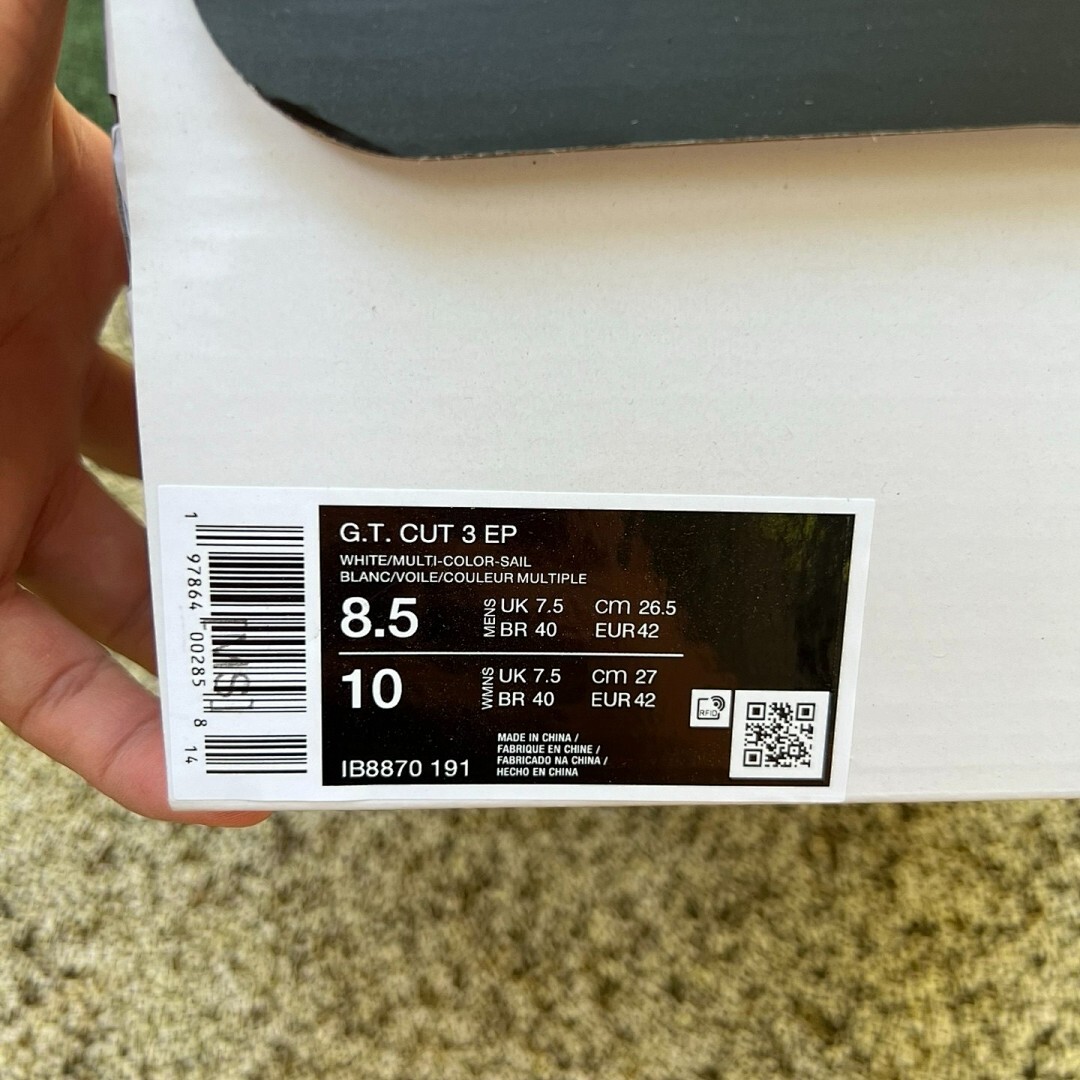 1 97864 00285 8 14
G.T. CUT 3 EP
WHITE/MULTI-COLOR-SAIL
BLANC/VOILE/COULEUR MULTIPLE
8.5
MENS
UK 7.5 cm 26.5
BR 40 EUR 42
10
WMNS
UK 7.5 cm 27
BR 40 EUR 42
RFID
IB8870 191
MADE IN CHINA /
FABRIQUE EN CHINE /
FABRICADO NA CHINA /
HECHO EN CHINA